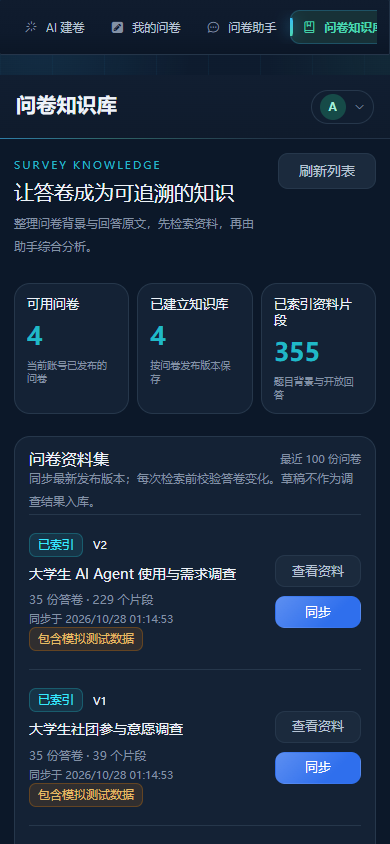 AI 建卷 我的问卷 问卷助手 问卷知识库
问卷知识库
A
SURVEY KNOWLEDGE
让答卷成为可追溯的知识
刷新列表
整理问卷背景与回答原文，先检索资料，再由
助手综合分析。
可用问卷
4
当前账号已发布的
问卷
已建立知识库
4
按问卷发布版本保
存
已索引资料片
段
355
题目背景与开放回
答
问卷资料集
最近 100 份问卷
同步最新发布版本；每次检索前校验答卷变化。草稿不作为调
查结果入库。
已索引 V2
大学生 AI Agent 使用与需求调查
35 份答卷 · 229 个片段
同步于 2026/10/28 01:14:53
包含模拟测试数据
查看资料
同步
已索引 V1
大学生社团参与意愿调查
35 份答卷 · 39 个片段
同步于 2026/10/28 01:14:53
包含模拟测试数据
查看资料
同步